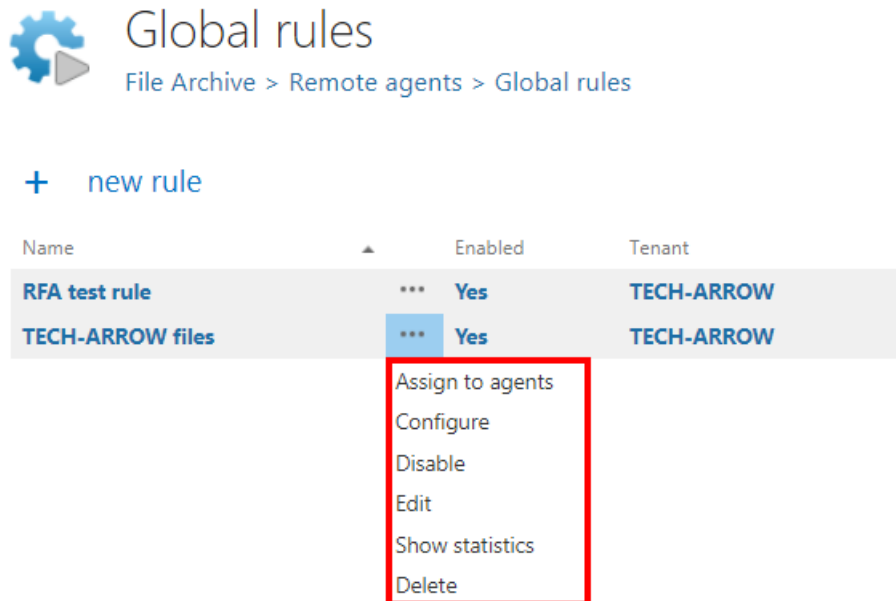 Global rules
File Archive > Remote agents > Global rules
+ new rule
Name Enabled Tenant
RFA test rule ... Yes TECH-ARROW
TECH-ARROW files ... Yes TECH-ARROW
Assign to agents
Configure
Disable
Edit
Show statistics
Delete